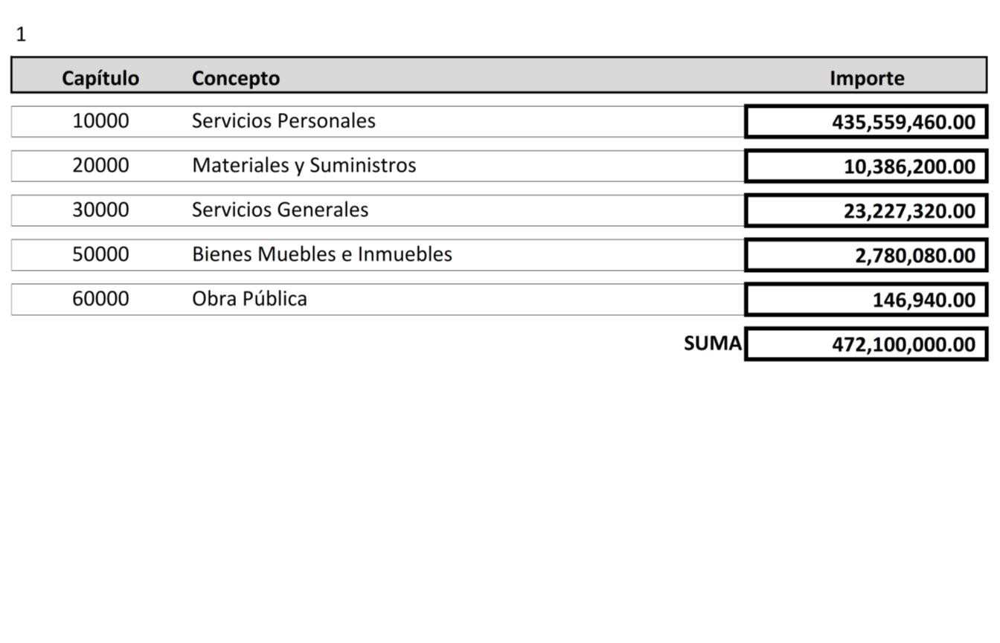 1
Capítulo Concepto Importe
10000 Servicios Personales 435,559,460.00
20000 Materiales y Suministros 10,386,200.00
30000 Servicios Generales 23,227,320.00
50000 Bienes Muebles e Inmuebles 2,780,080.00
60000 Obra Pública 146,940.00
SUMA 472,100,000.00